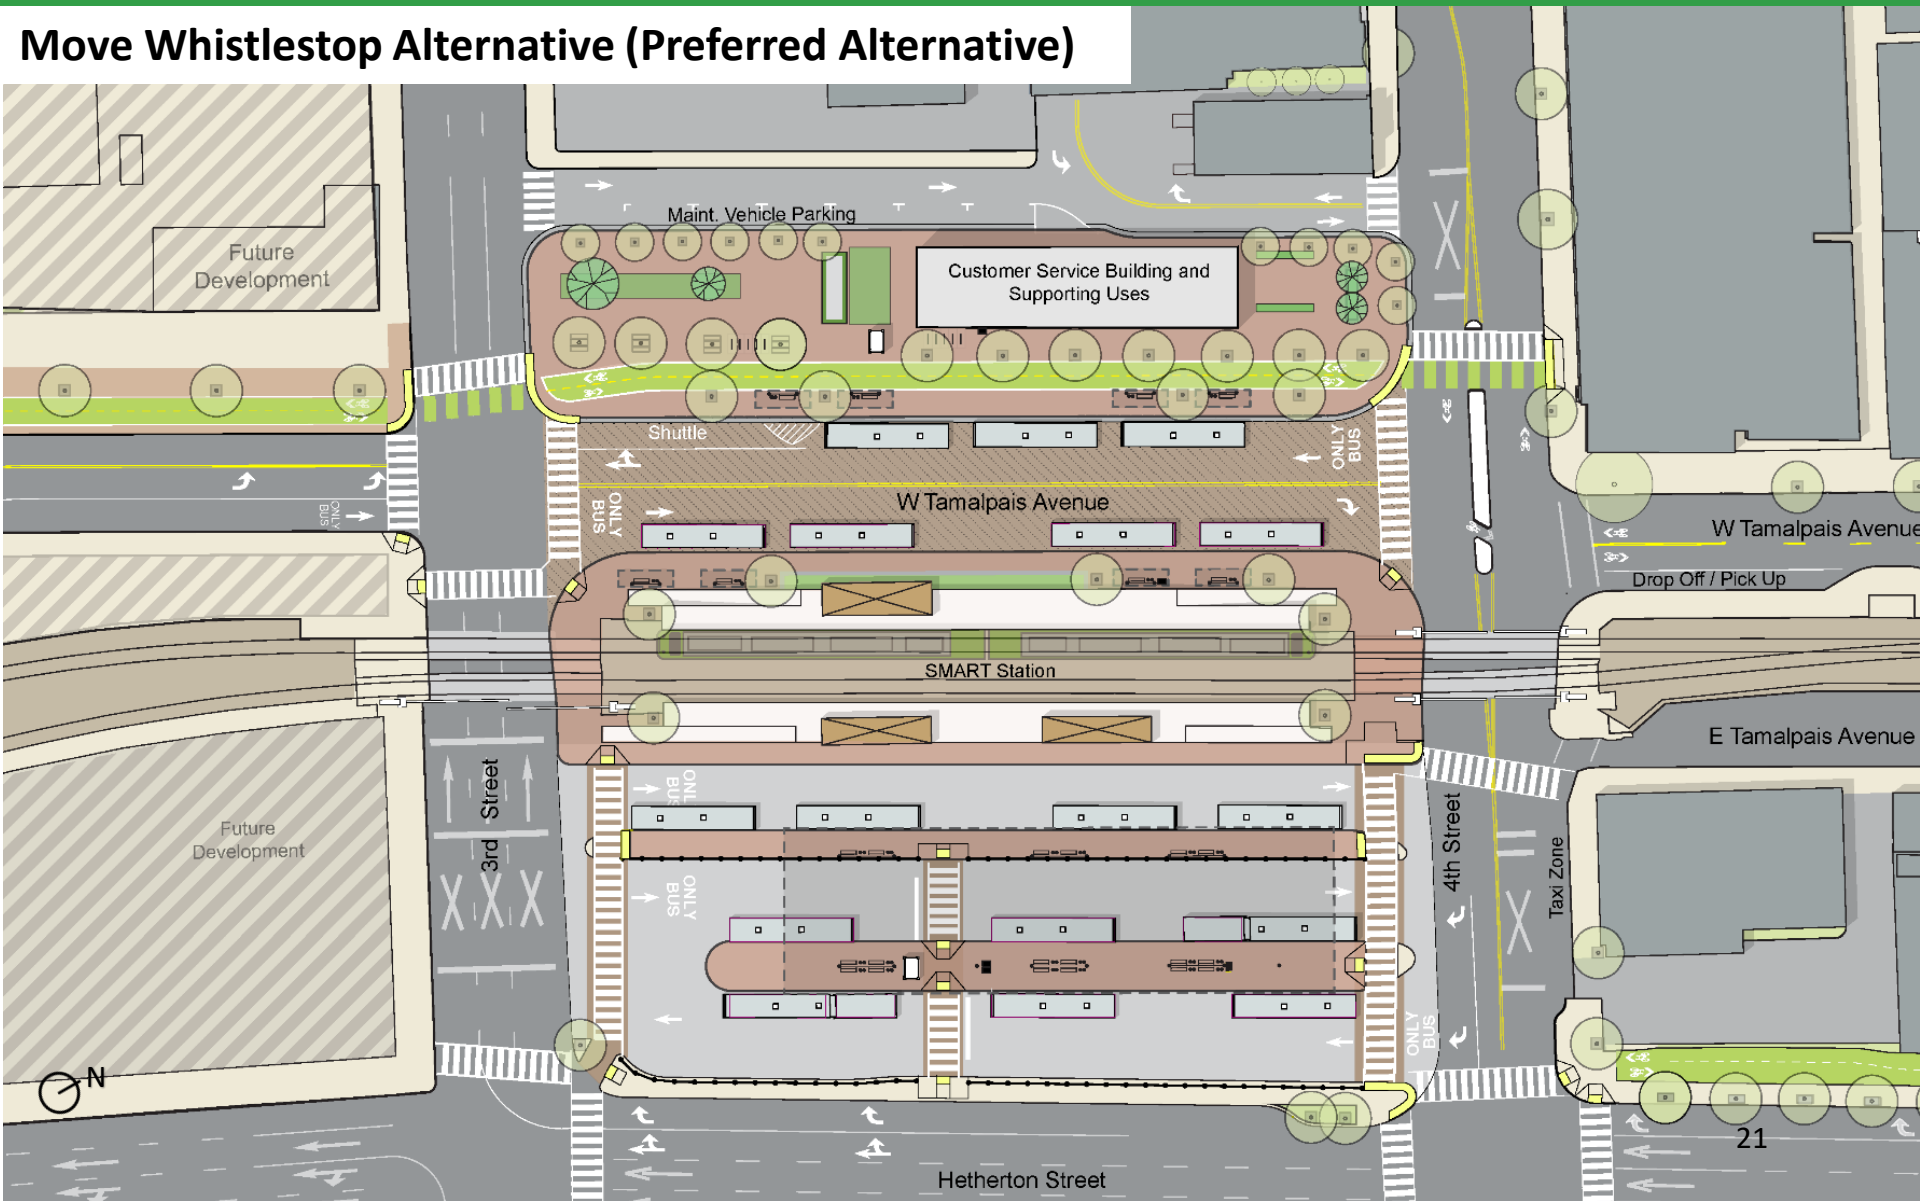 Move Whistlestop Alternative (Preferred Alternative)
Maint. Vehicle Parking
Future
Development
Customer Service Building and
Supporting Uses
Shuttle
ONLY
BUS
W Tamalpais Avenue
ONLY
BUS
ONLY
BUS
W Tamalpais Avenue
Drop Off / Pick Up
SMART Station
E Tamalpais Avenue
3rd Street
ONLY
BUS
4th Street
Taxi Zone
Future
Development
ONLY
BUS
ONLY
BUS
N
21
Hetherton Street